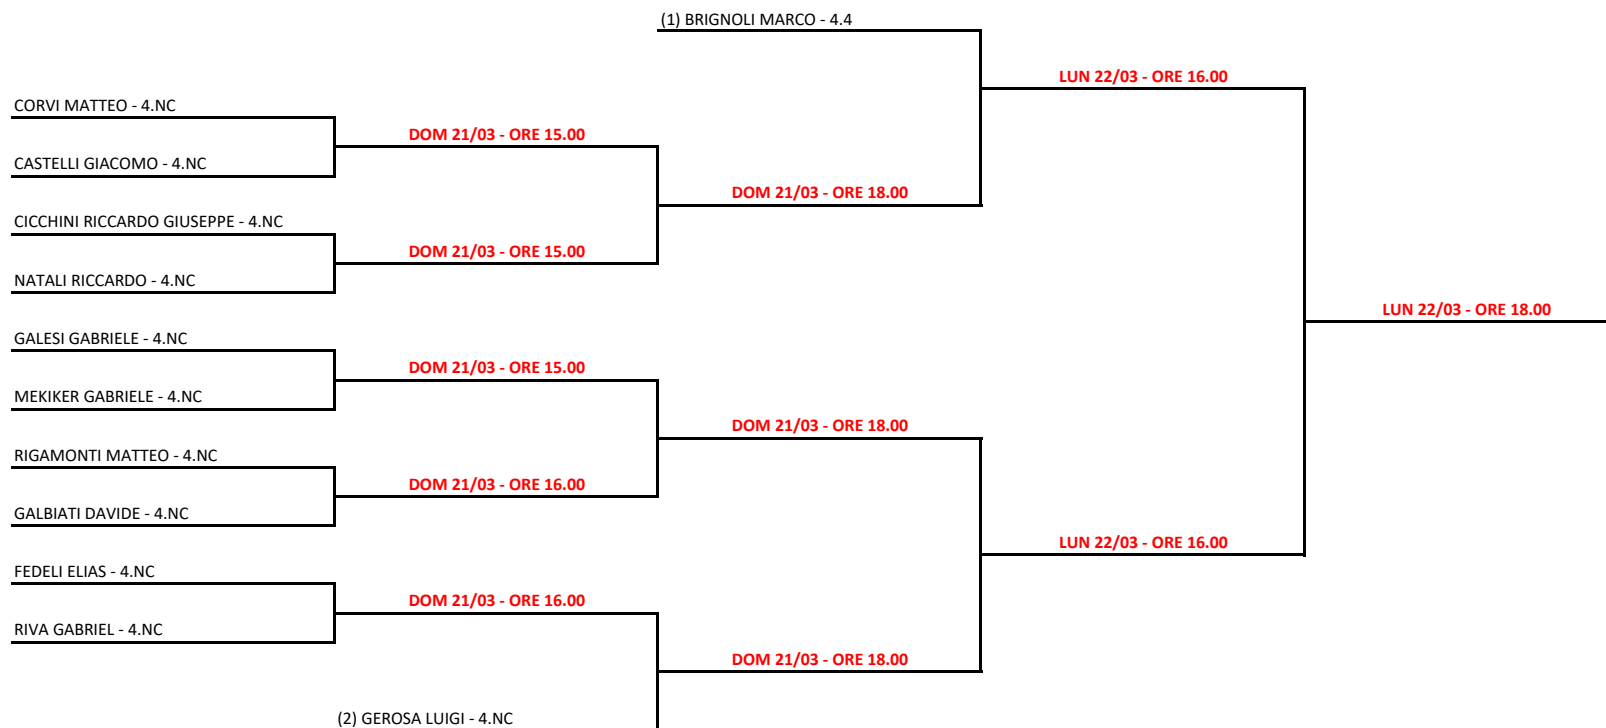 (1) BRIGNOLI MARCO - 4.4
LUN 22/03 - ORE 16.00
CORVI MATTEO - 4.NC
DOM 21/03 - ORE 15.00
CASTELLI GIACOMO - 4.NC
DOM 21/03 - ORE 18.00
CICCHINI RICCARDO GIUSEPPE - 4.NC
DOM 21/03 - ORE 15.00
NATALI RICCARDO - 4.NC
LUN 22/03 - ORE 18.00
GALESI GABRIELE - 4.NC
DOM 21/03 - ORE 15.00
MEKIKER GABRIELE - 4.NC
DOM 21/03 - ORE 18.00
RIGAMONTI MATTEO - 4.NC
DOM 21/03 - ORE 16.00
GALBIATI DAVIDE - 4.NC
LUN 22/03 - ORE 16.00
FEDELI ELIAS - 4.NC
DOM 21/03 - ORE 16.00
RIVA GABRIEL - 4.NC
DOM 21/03 - ORE 18.00
(2) GEROSA LUIGI - 4.NC